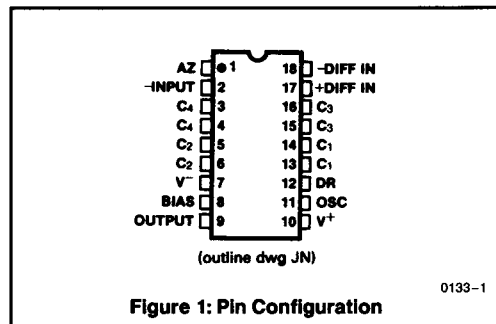 AZ 1 18 -DIFF IN
-INPUT 2 17 +DIFF IN
C₄ 3 16 C₃
C₄ 4 15 C₃
C₂ 5 14 C₁
C₂ 6 13 C₁
V⁻ 7 12 DR
BIAS 8 11 OSC
OUTPUT 9 10 V⁺
(outline dwg JN)
0133-1
Figure 1: Pin Configuration